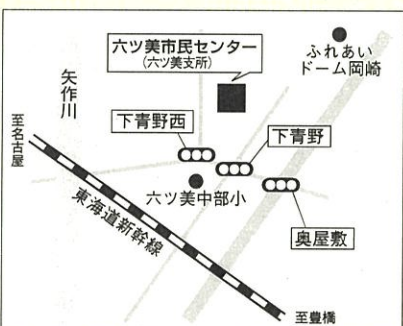 六ツ美市民センター
(六ツ美支所)
ふれあい
ドーム岡崎
矢作川
至名古屋
下青野西
下青野
六ツ美中部小
東海道新幹線
奥屋敷
至豊橋